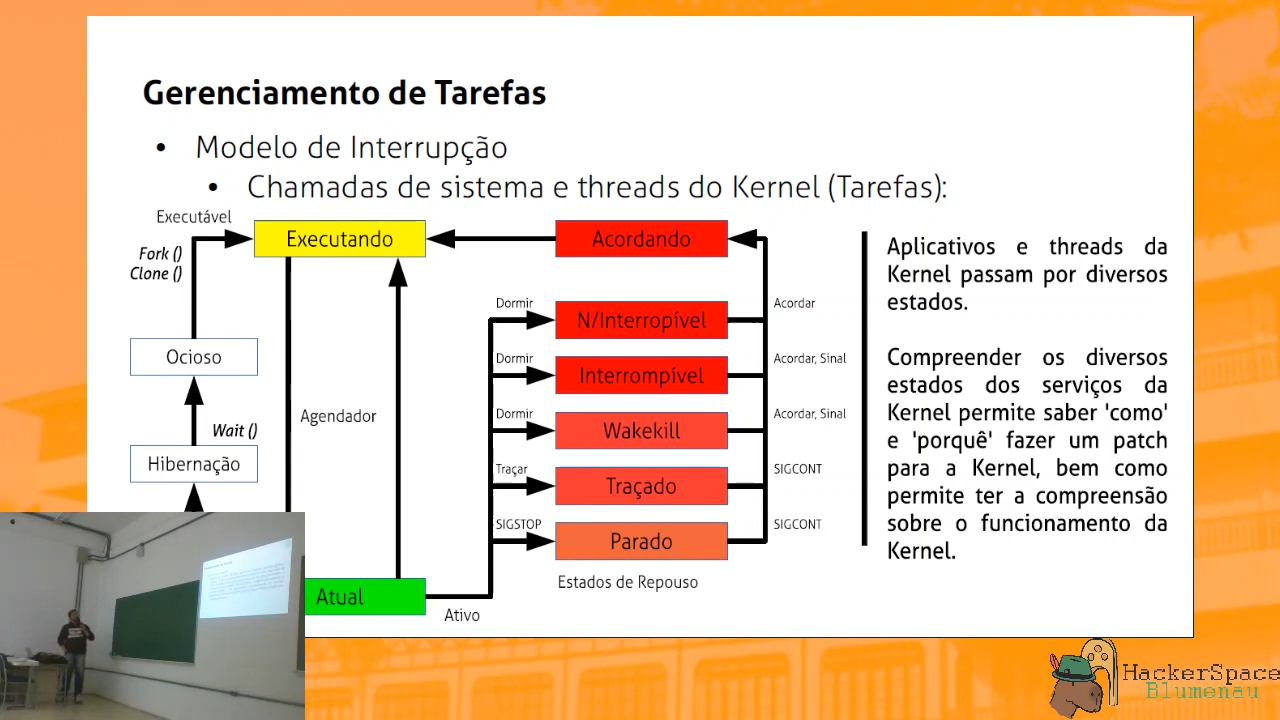 Gerenciamento de Tarefas
• Modelo de Interrupção
• Chamadas de sistema e threads do Kernel (Tarefas):
Executável
Fork ()
Clone ()
Executando
Acordando
Dormir
N/Interropível
Acordar
Ocioso
Dormir
Interrompível
Acordar, Sinal
Agendador
Dormir
Wakekill
Acordar, Sinal
Wait ()
Hibernação
Traçar
Traçado
SIGCONT
SIGSTOP
Parado
SIGCONT
Estados de Repouso
Atual
Ativo
Aplicativos e threads da
Kernel passam por diversos
estados.
Compreender os diversos
estados dos serviços da
Kernel permite saber 'como'
e 'porquê' fazer um patch
para a Kernel, bem como
permite ter a compreensão
sobre o funcionamento da
Kernel.
HackerSpace
Blumenau